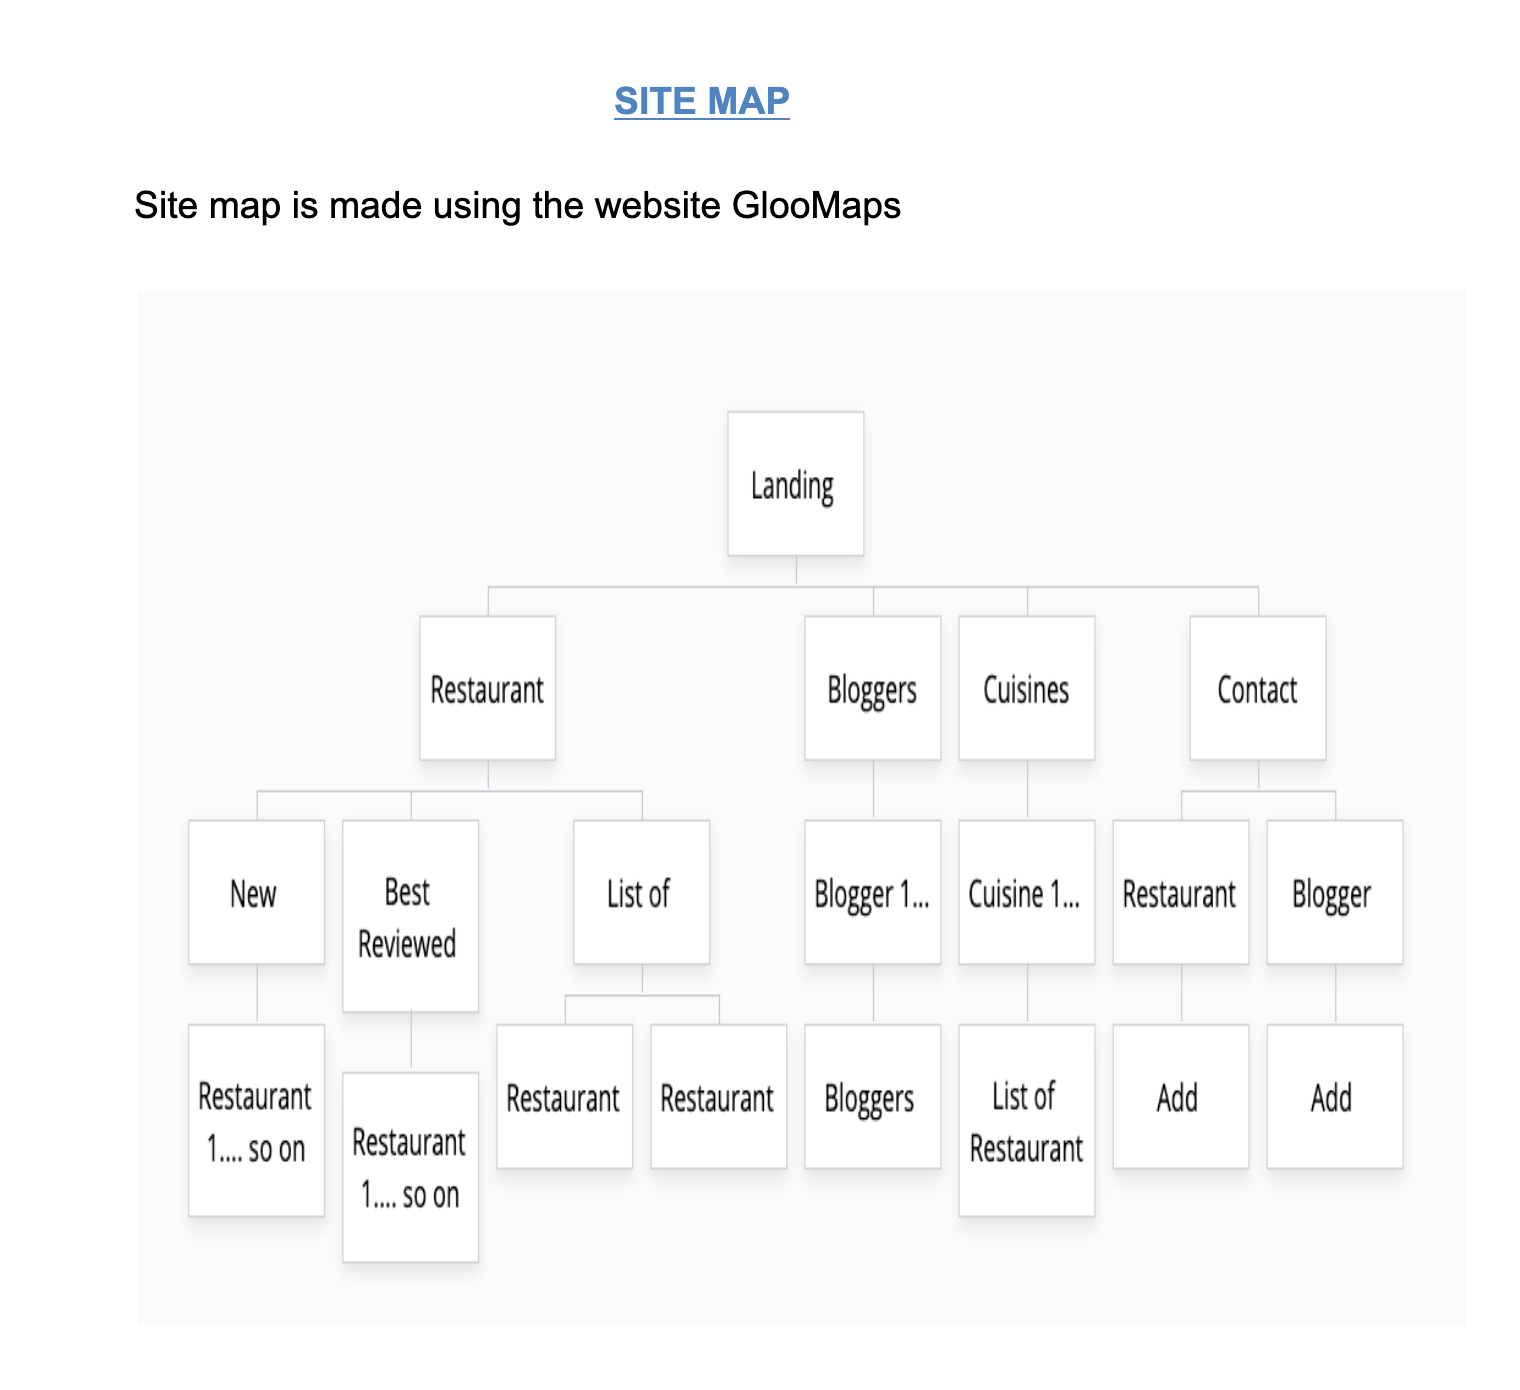 SITE MAP
Site map is made using the website GlooMaps
Landing
Restaurant
Bloggers
Cuisines
Contact
New
Best
Reviewed
List of
Blogger 1...
Cuisine 1...
Restaurant
Blogger
Restaurant
1.... so on
Restaurant
1.... so on
Restaurant
Restaurant
Bloggers
List of
Restaurant
Add
Add